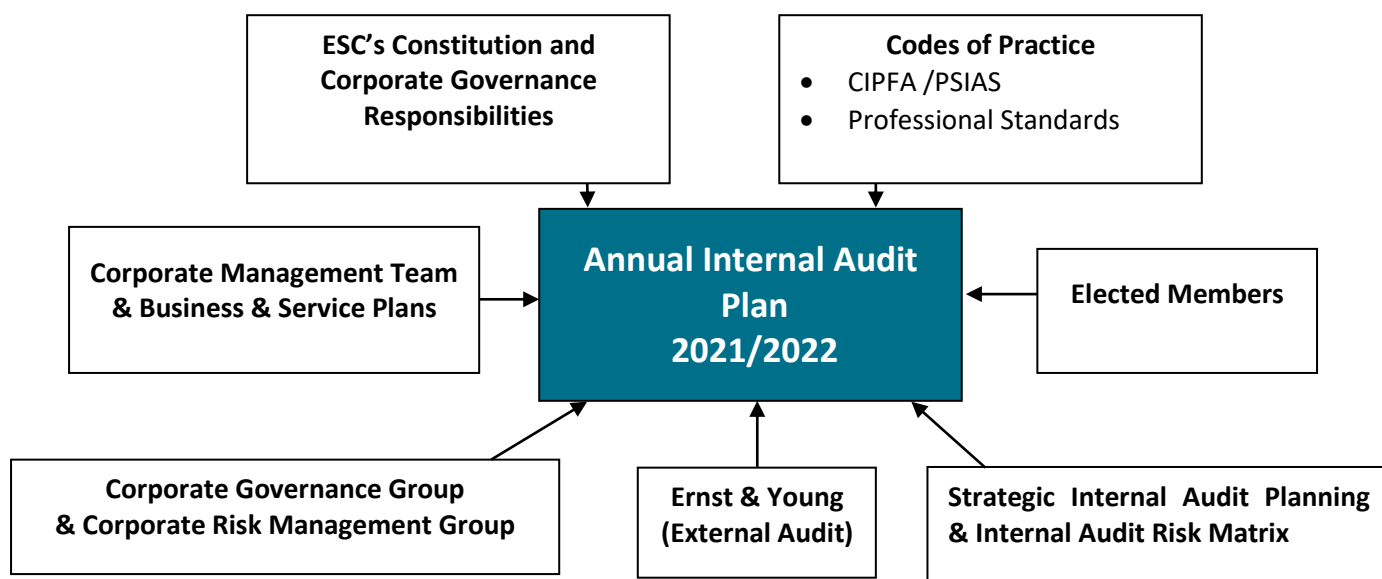 ESC’s Constitution and
Corporate Governance
Responsibilities
Codes of Practice
• CIPFA /PSIAS
• Professional Standards
Corporate Management Team
& Business & Service Plans
Annual Internal Audit
Plan
2021/2022
Elected Members
Corporate Governance Group
& Corporate Risk Management Group
Ernst & Young
(External Audit)
Strategic Internal Audit Planning
& Internal Audit Risk Matrix